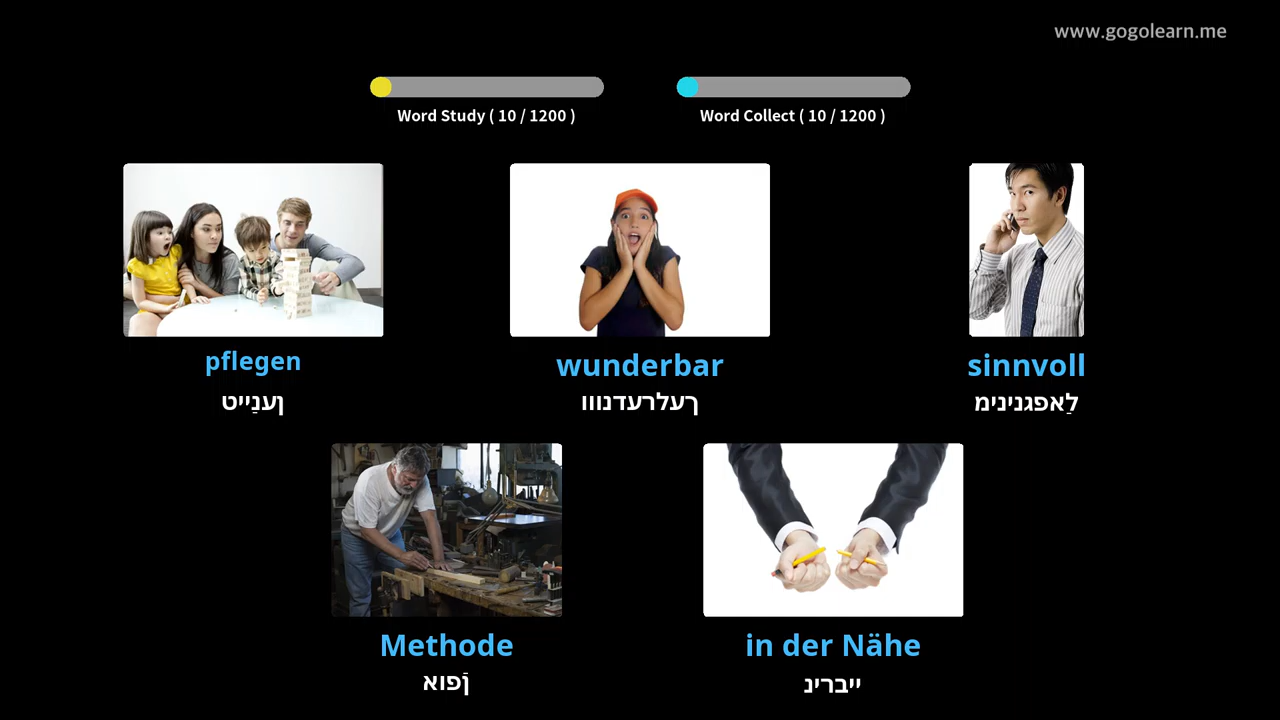 www.gogolearn.me
Word Study ( 10 / 1200 )
Word Collect ( 10 / 1200 )
pflegen
ןענַייט
wunderbar
ךעלרעדנווו
sinnvoll
לַאפגנינימ
Methode
ןֿפוא
in der Nähe
ייברינ